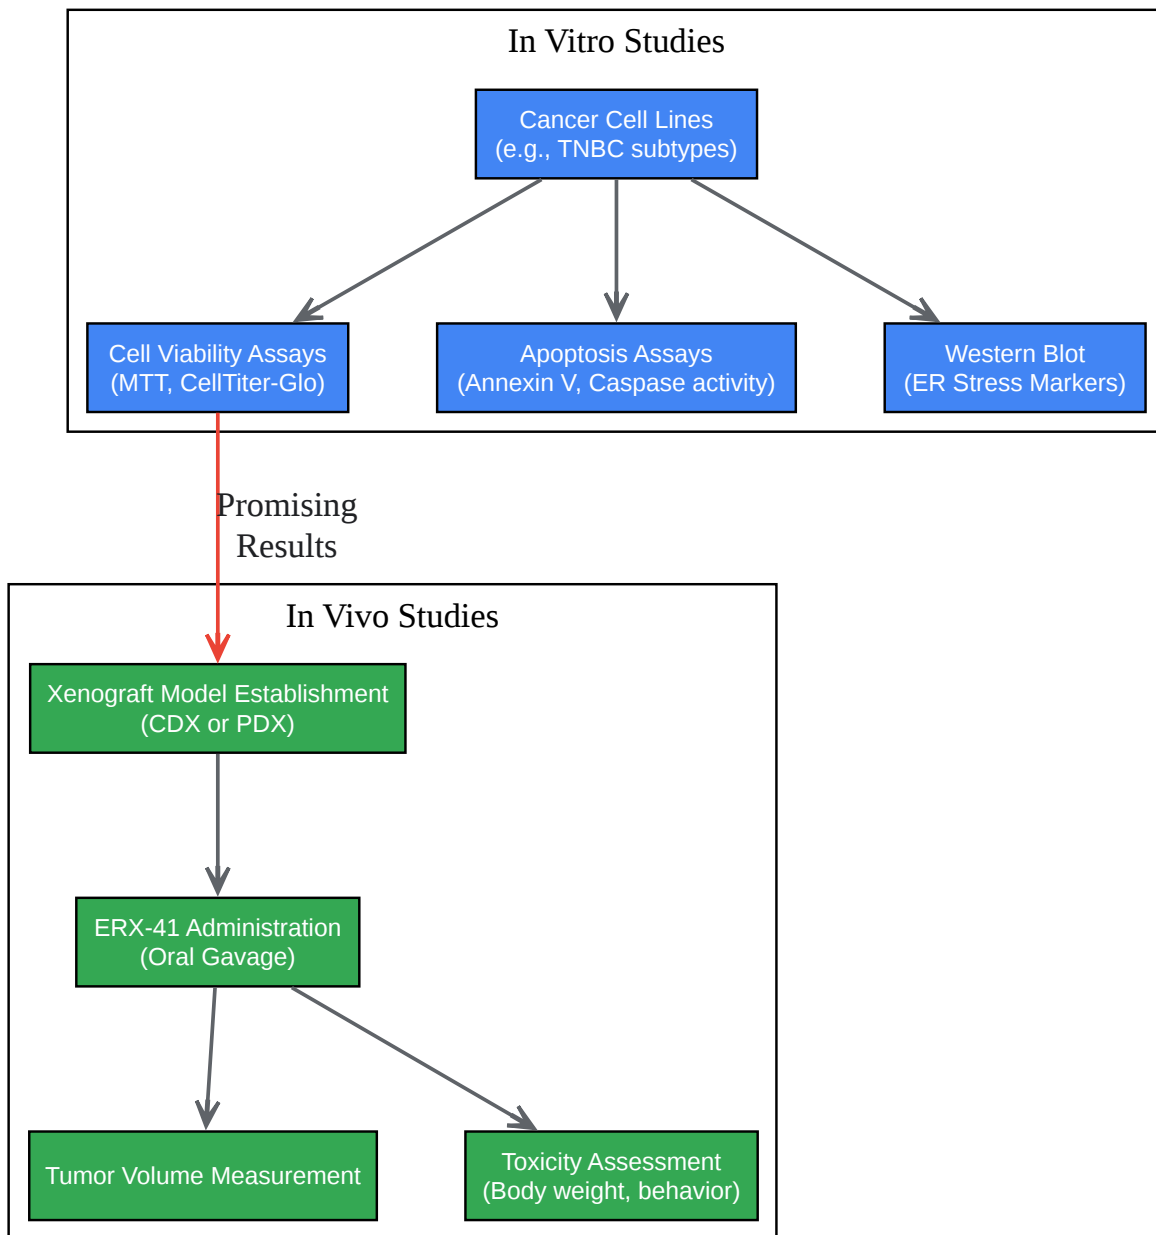 In Vitro Studies
Cancer Cell Lines
(e.g., TNBC subtypes)
Cell Viability Assays
(MTT, CellTiter-Glo)
Apoptosis Assays
(Annexin V, Caspase activity)
Western Blot
(ER Stress Markers)
Promising
Results
In Vivo Studies
Xenograft Model Establishment
(CDX or PDX)
ERX-41 Administration
(Oral Gavage)
Tumor Volume Measurement
Toxicity Assessment
(Body weight, behavior)